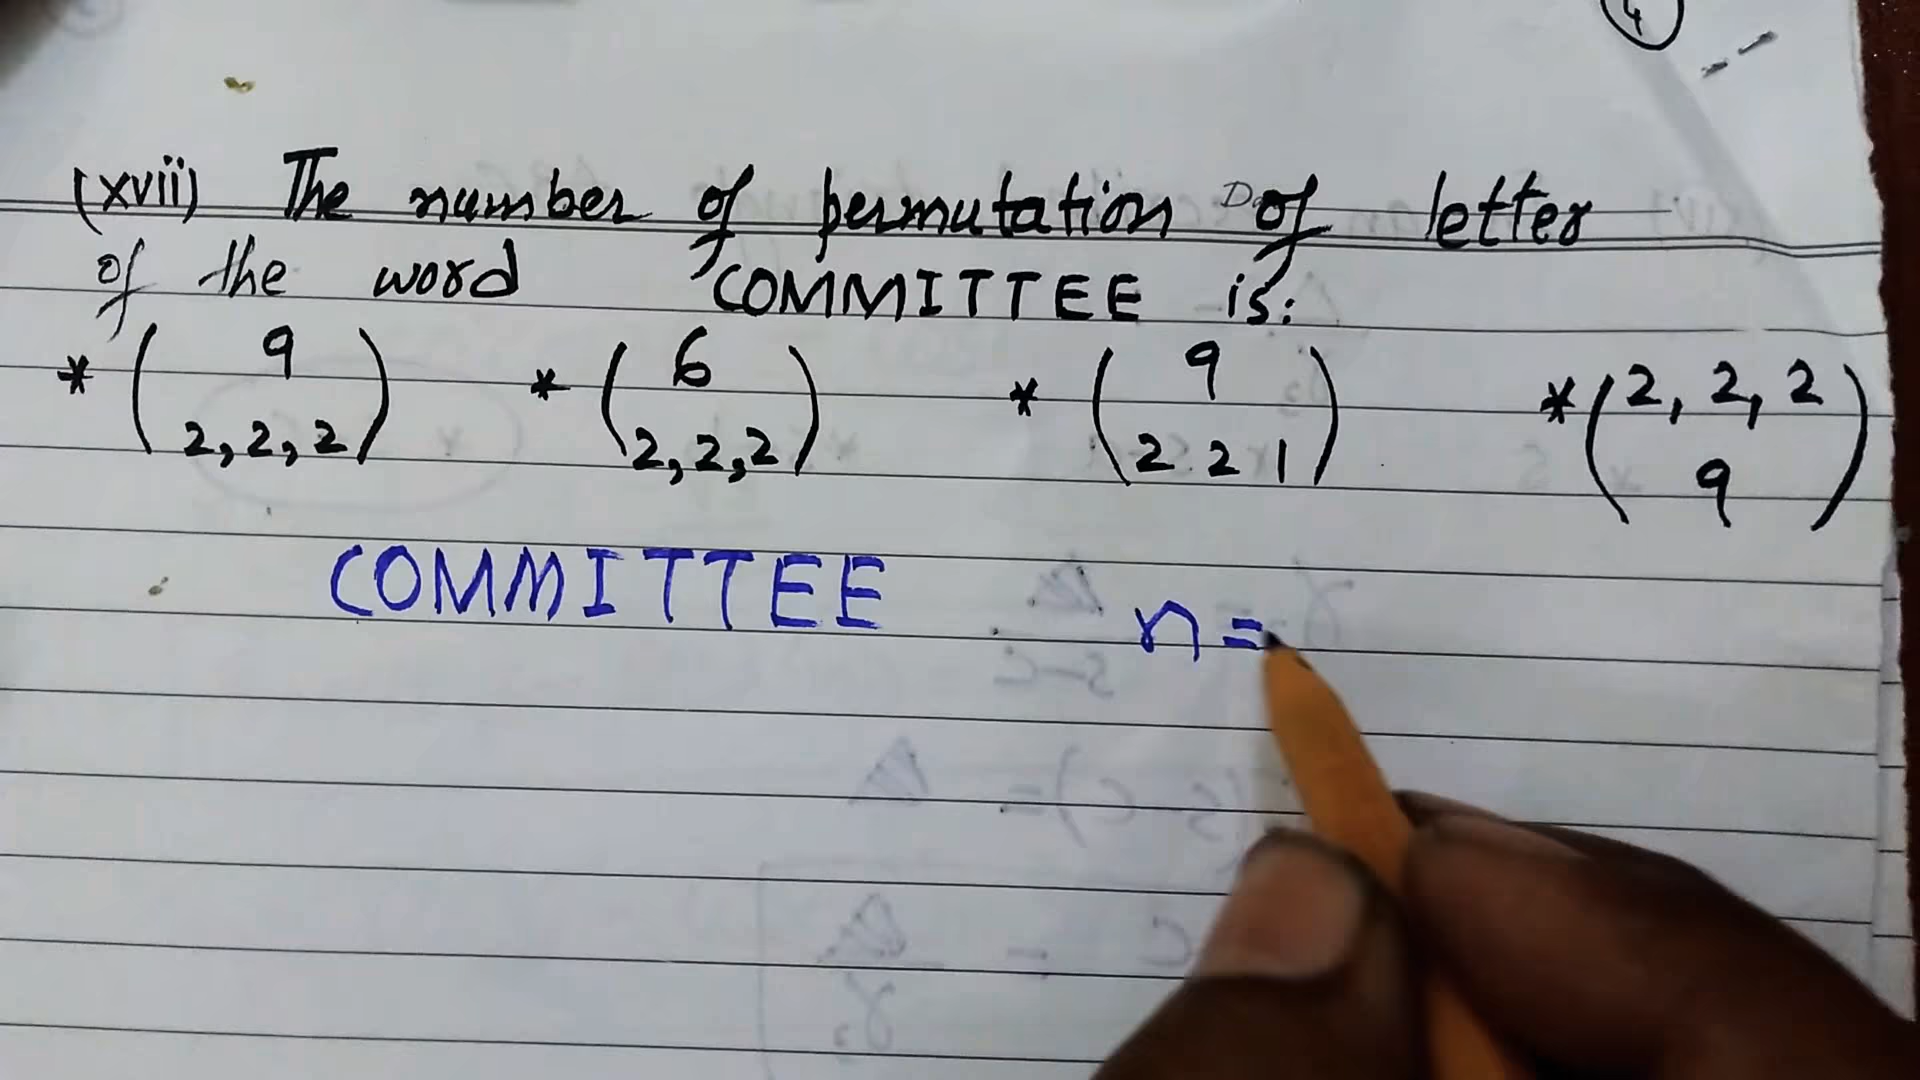 4
(xvii) The number of permutation of letter
of the word COMMITTEE is:
* (9 2,2,2) * (6 2,2,2) * (9 2 2 1) * (2, 2, 2 9)
COMMITTEE n =